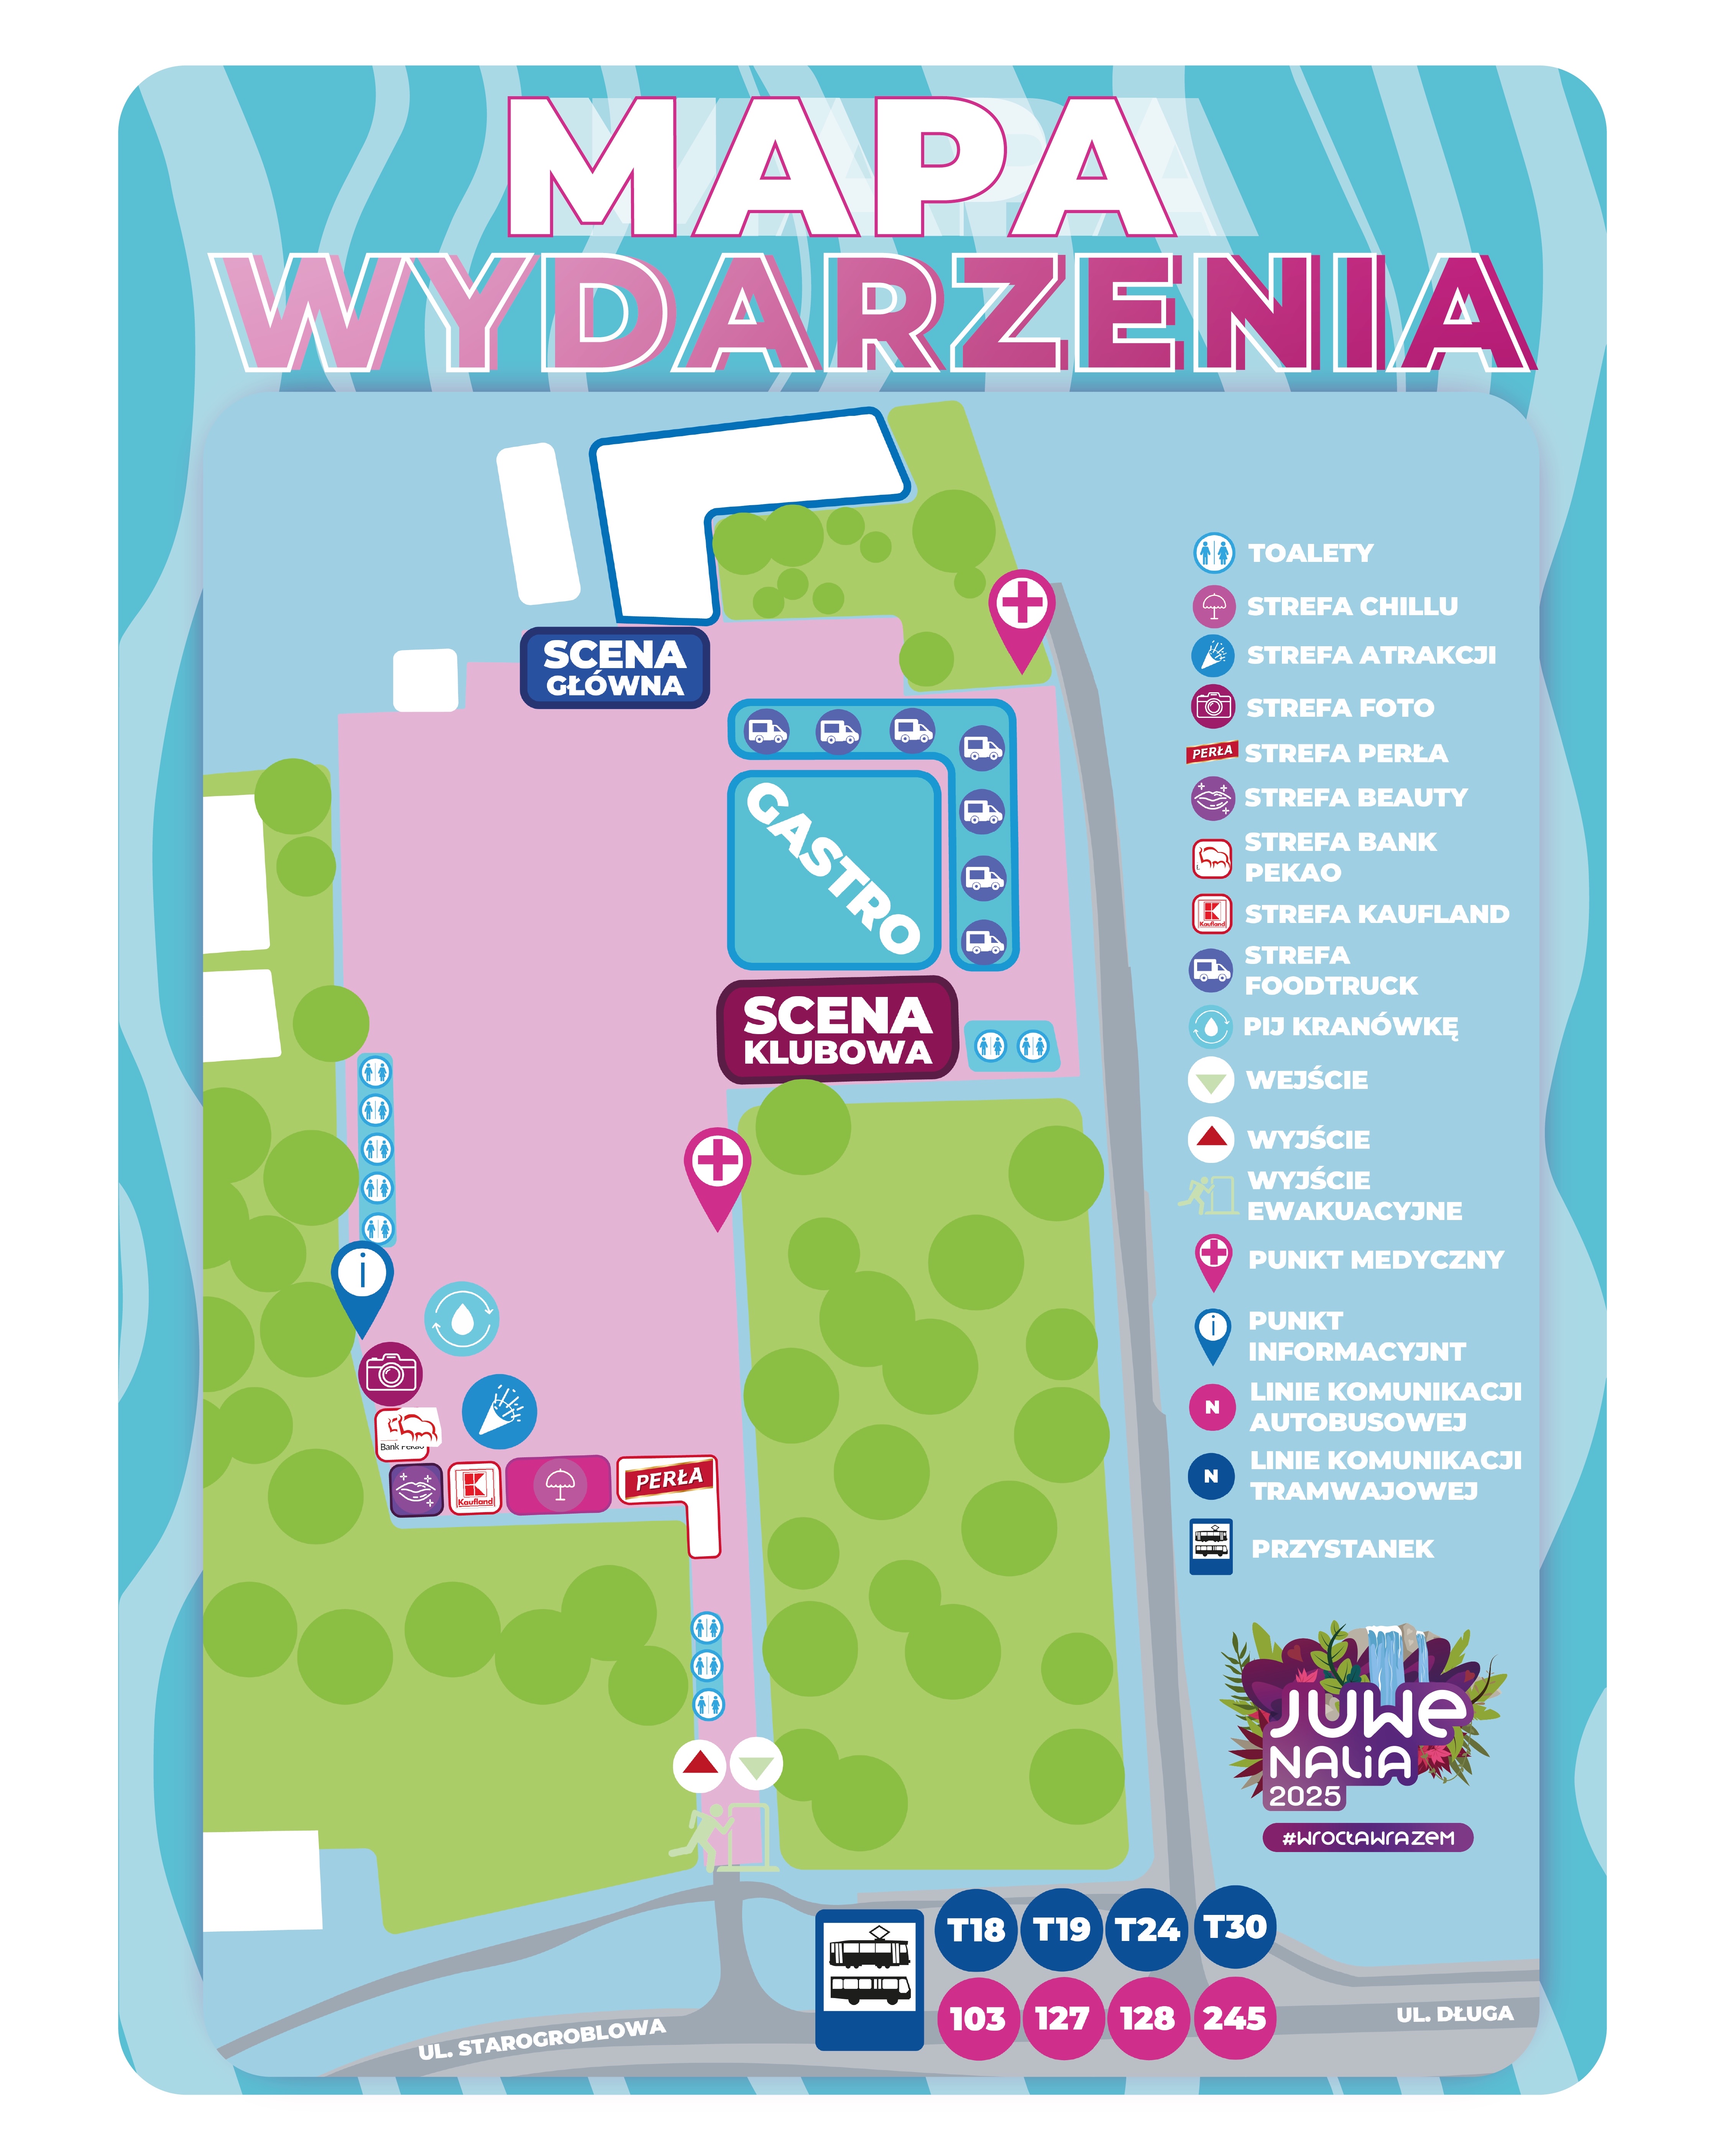 MAPA
WYDARZENIA
SCENA
GŁÓWNA
GASTRO
SCENA
KLUBOWA
i
Bank Pekao
Kaufland
PERŁA
TOALETY
STREFA CHILLU
STREFA ATRAKCJI
STREFA FOTO
PERŁA STREFA PERŁA
STREFA BEAUTY
STREFA BANK
PEKAO
Kaufland STREFA KAUFLAND
STREFA
FOODTRUCK
PIJ KRANÓWKĘ
WEJŚCIE
WYJŚCIE
WYJŚCIE
EWAKUACYJNE
PUNKT MEDYCZNY
i PUNKT
INFORMACYJNT
N LINIE KOMUNIKACJI
AUTOBUSOWEJ
N LINIE KOMUNIKACJI
TRAMWAJOWEJ
PRZYSTANEK
JUWE
NALIA
2025
#WROCŁAWRAZEM
T18 T19 T24 T30
103 127 128 245
UL. STAROGROBLOWA
UL. DŁUGA